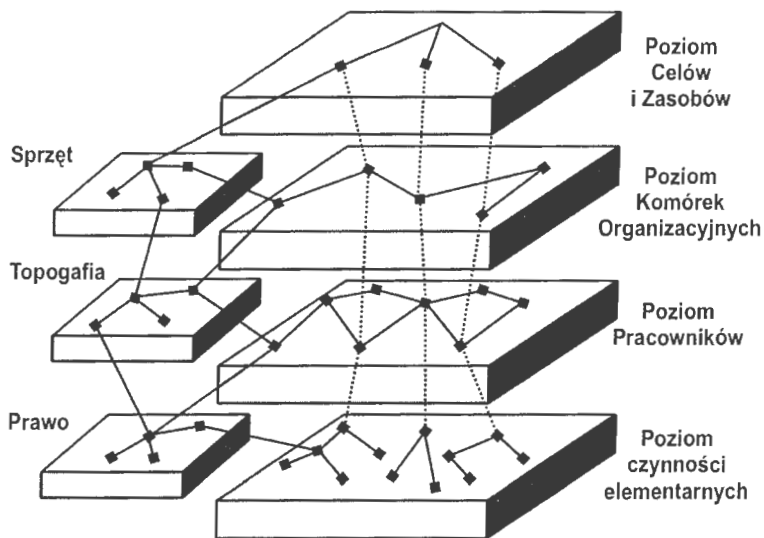 Poziom
Celów
i Zasobów
Sprzęt
Poziom
Komórek
Organizacyjnych
Topogafia
Poziom
Pracowników
Prawo
Poziom
czynności
elementarnych